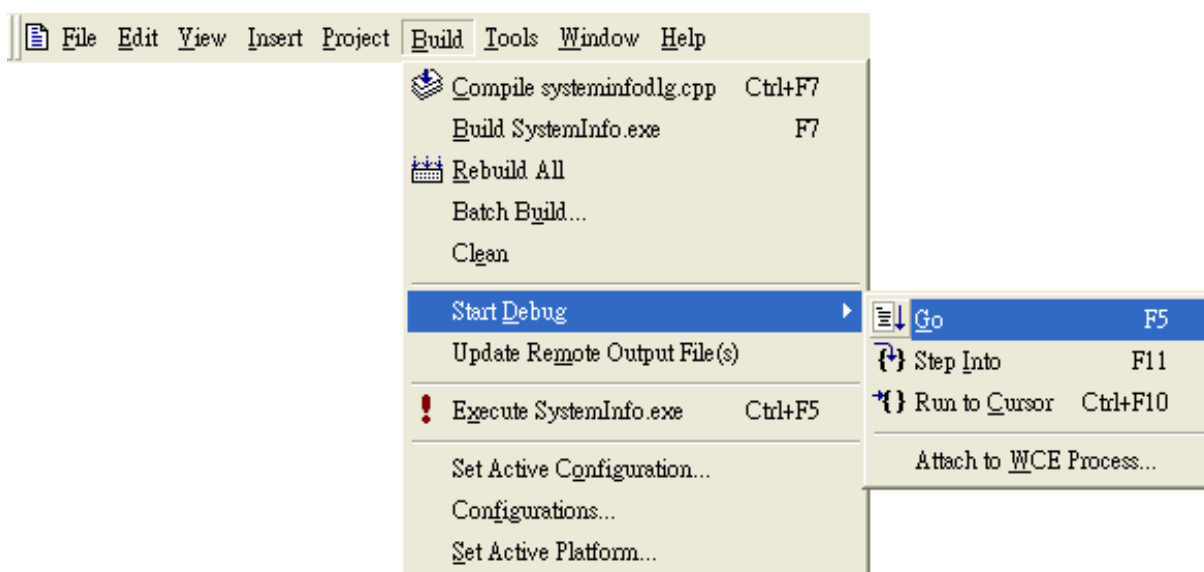 File Edit View Insert Project Build Tools Window Help
Compile systeminfodlg.cpp Ctrl+F7
Build SystemInfo.exe F7
Rebuild All
Batch Build...
Clean
Start Debug
Update Remote Output File(s)
Execute SystemInfo.exe Ctrl+F5
Set Active Configuration...
Configurations...
Set Active Platform...
Go F5
Step Into F11
Run to Cursor Ctrl+F10
Attach to WCE Process...